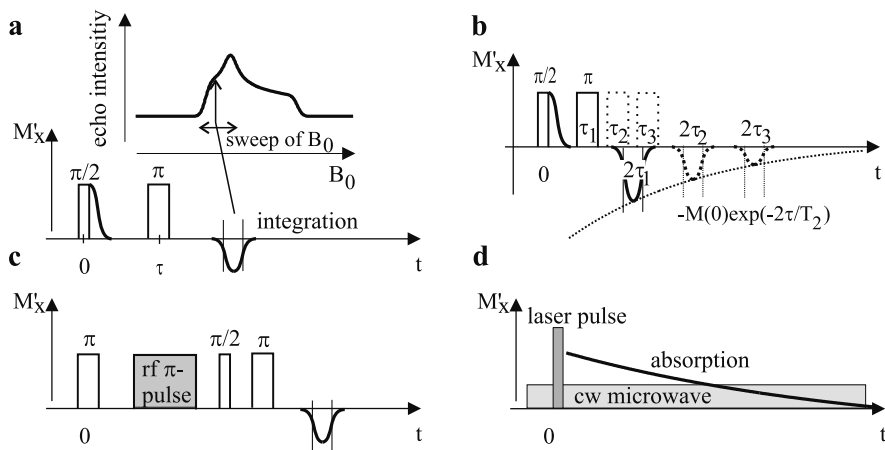 a
echo intensitiy
sweep of B0
B0
M'x
π/2
π
integration
0
τ
t
b
M'x
π/2
π
τ1
τ2
τ3
2τ1
2τ2
2τ3
0
t
-M(0)exp(-2τ/T2)
c
M'x
π
rf π-
pulse
π/2
π
0
t
d
M'x
laser pulse
absorption
cw microwave
0
t